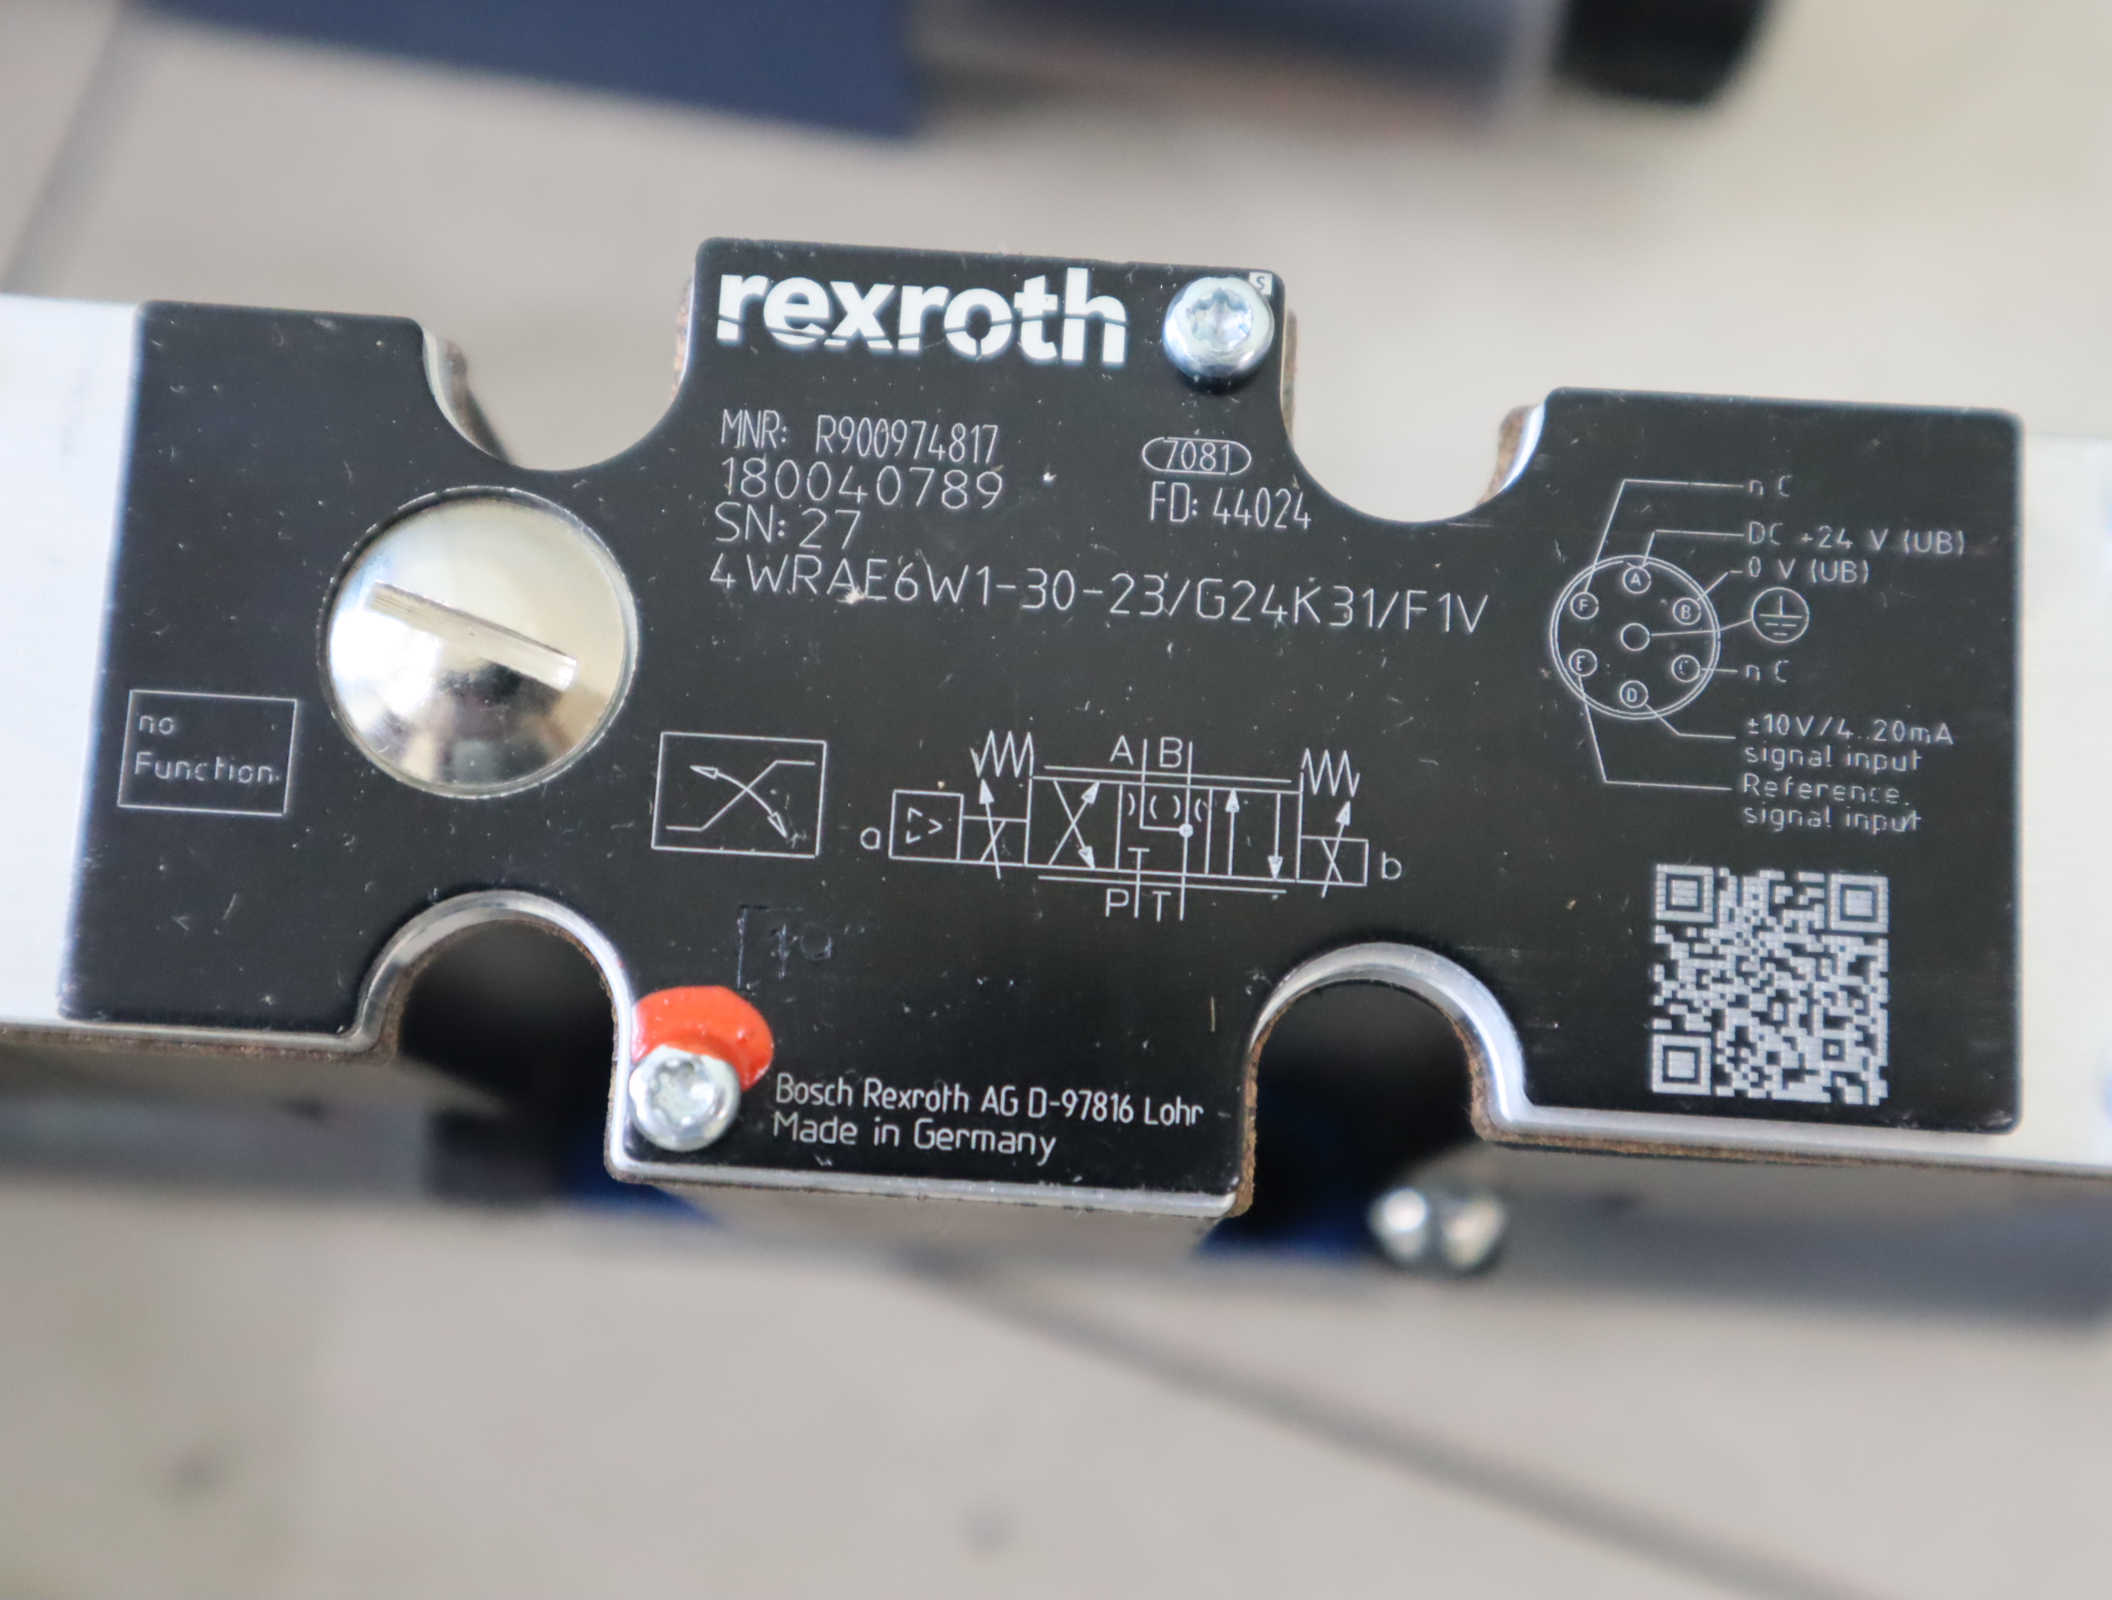 rexroth
S
MNR: R900974817
180040789
7081
SN: 27
FD: 44024
4WRAE6W1-30-23/G24K31/F1V
no
Function
a
A B
P T
b
n C
DC +24 V (UB)
0 V (UB)
n C
±10V/4..20mA
signal input
Reference
signal input
A
B
C
D
E
F
Bosch Rexroth AG D-97816 Lohr
Made in Germany